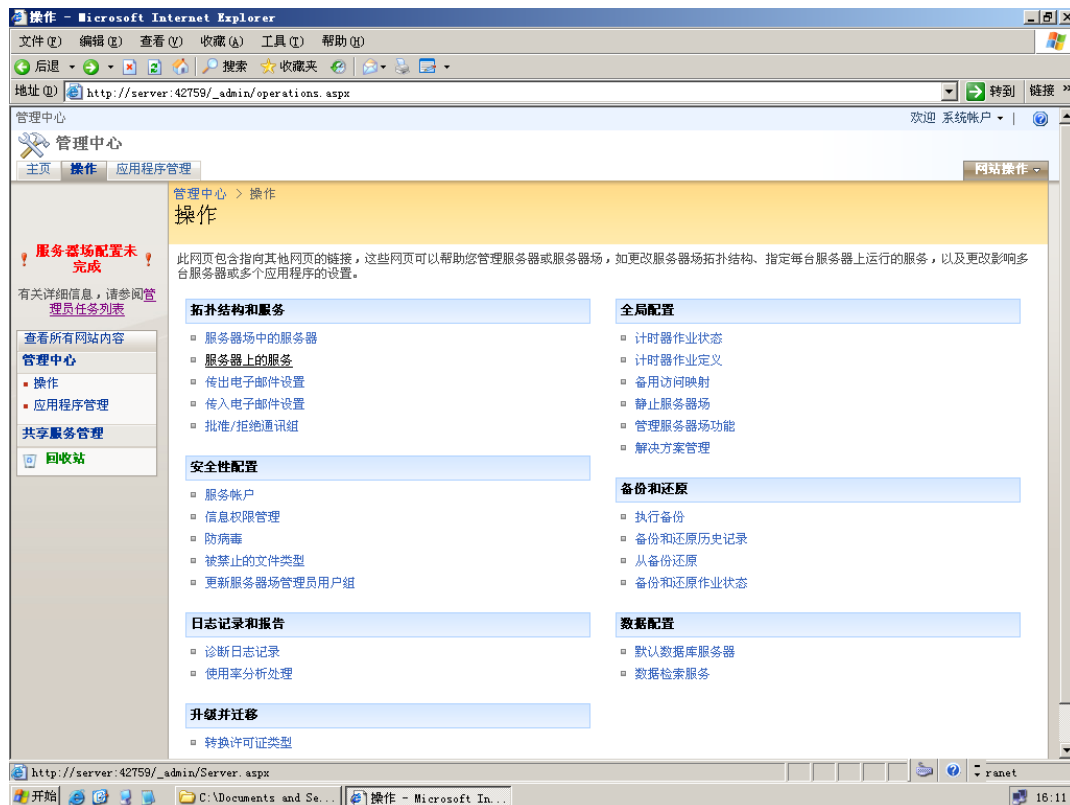 操作 - Microsoft Internet Explorer
文件(F) 编辑(E) 查看(V) 收藏(A) 工具(T) 帮助(H)
后退 搜索 收藏夹
地址(D) http://server:42759/_admin/operations.aspx 转到 链接 »
管理中心 欢迎 系统帐户
管理中心
主页 操作 应用程序管理 网站操作
管理中心 > 操作
操作
服务器场配置未完成
有关详细信息，请参阅管理员任务列表
查看所有网站内容
管理中心
操作
应用程序管理
共享服务管理
回收站
此网页包含指向其他网页的链接，这些网页可以帮助您管理服务器或服务器场，如更改服务器场拓扑结构、指定每台服务器上运行的服务，以及更改影响多
台服务器或多个应用程序的设置。
拓扑结构和服务
服务器场中的服务器
服务器上的服务
传出电子邮件设置
传入电子邮件设置
批准/拒绝通讯组
安全性配置
服务帐户
信息权限管理
防病毒
被禁止的文件类型
更新服务器场管理员用户组
日志记录和报告
诊断日志记录
使用率分析处理
升级并迁移
转换许可证类型
全局配置
计时器作业状态
计时器作业定义
备用访问映射
静止服务器场
管理服务器场功能
解决方案管理
备份和还原
执行备份
备份和还原历史记录
从备份还原
备份和还原作业状态
数据配置
默认数据库服务器
数据检索服务
http://server:42759/_admin/Server.aspx ranet
开始 C:\Documents and Se... 操作 - Microsoft In... 16:11